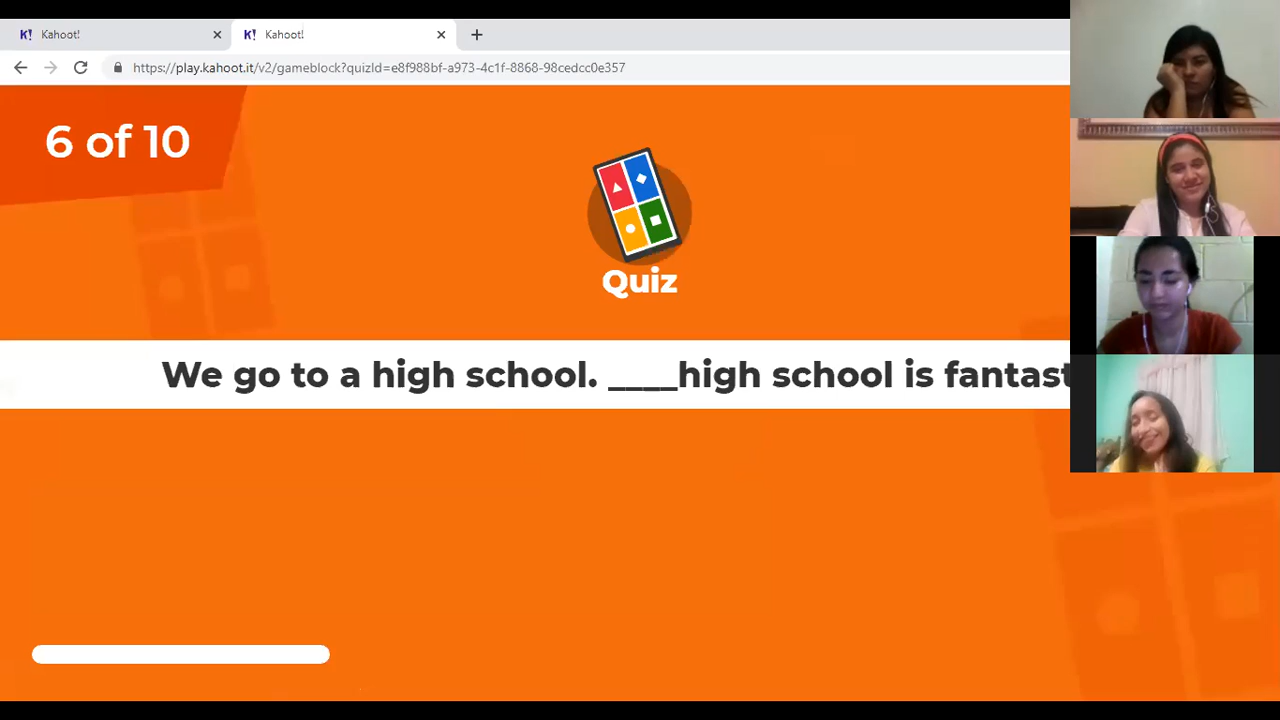 K! Kahoot!
K! Kahoot!
https://play.kahoot.it/v2/gameblock?quizId=e8f988bf-a973-4c1f-8868-98cedcc0e357
6 of 10
Quiz
We go to a high school. ____high school is fantast